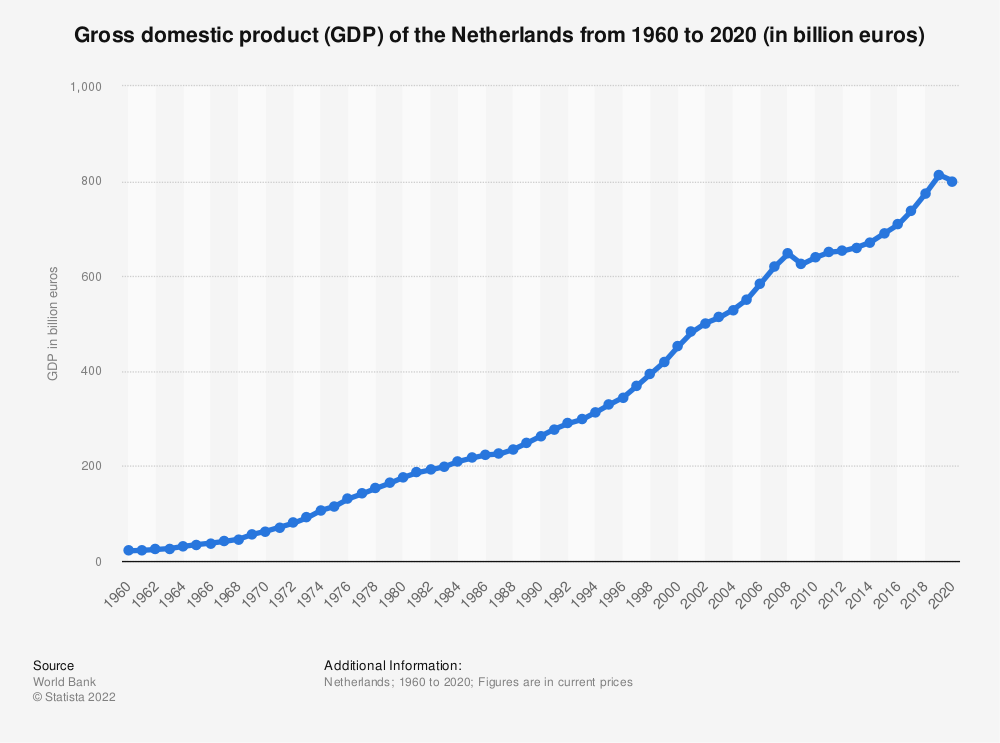 Gross domestic product (GDP) of the Netherlands from 1960 to 2020 (in billion euros)
1,000
800
600
400
200
0
GDP in billion euros
1960 1962 1964 1966 1968 1970 1972 1974 1976 1978 1980 1982 1984 1986 1988 1990 1992 1994 1996 1998 2000 2002 2004 2006 2008 2010 2012 2014 2016 2018 2020
Source
World Bank
© Statista 2022
Additional Information:
Netherlands; 1960 to 2020; Figures are in current prices